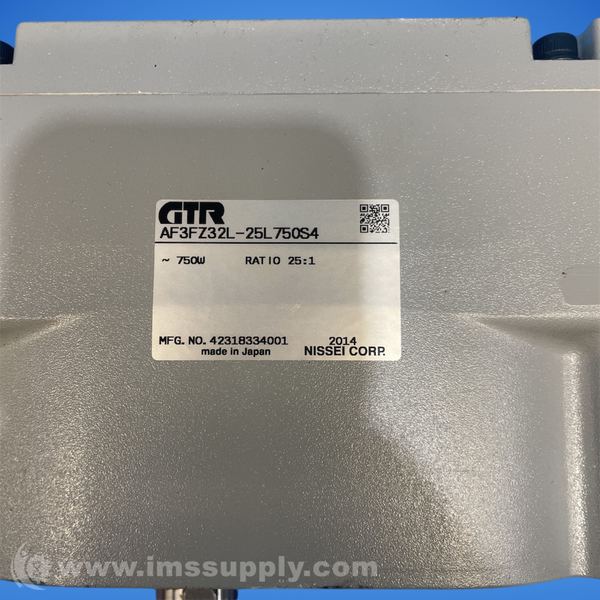 GTR
AF3FZ32L-25L750S4
~ 750W RATIO 25:1
MFG. NO. 42318334001 2014
made in Japan NISSEI CORP.
www.imssupply.com